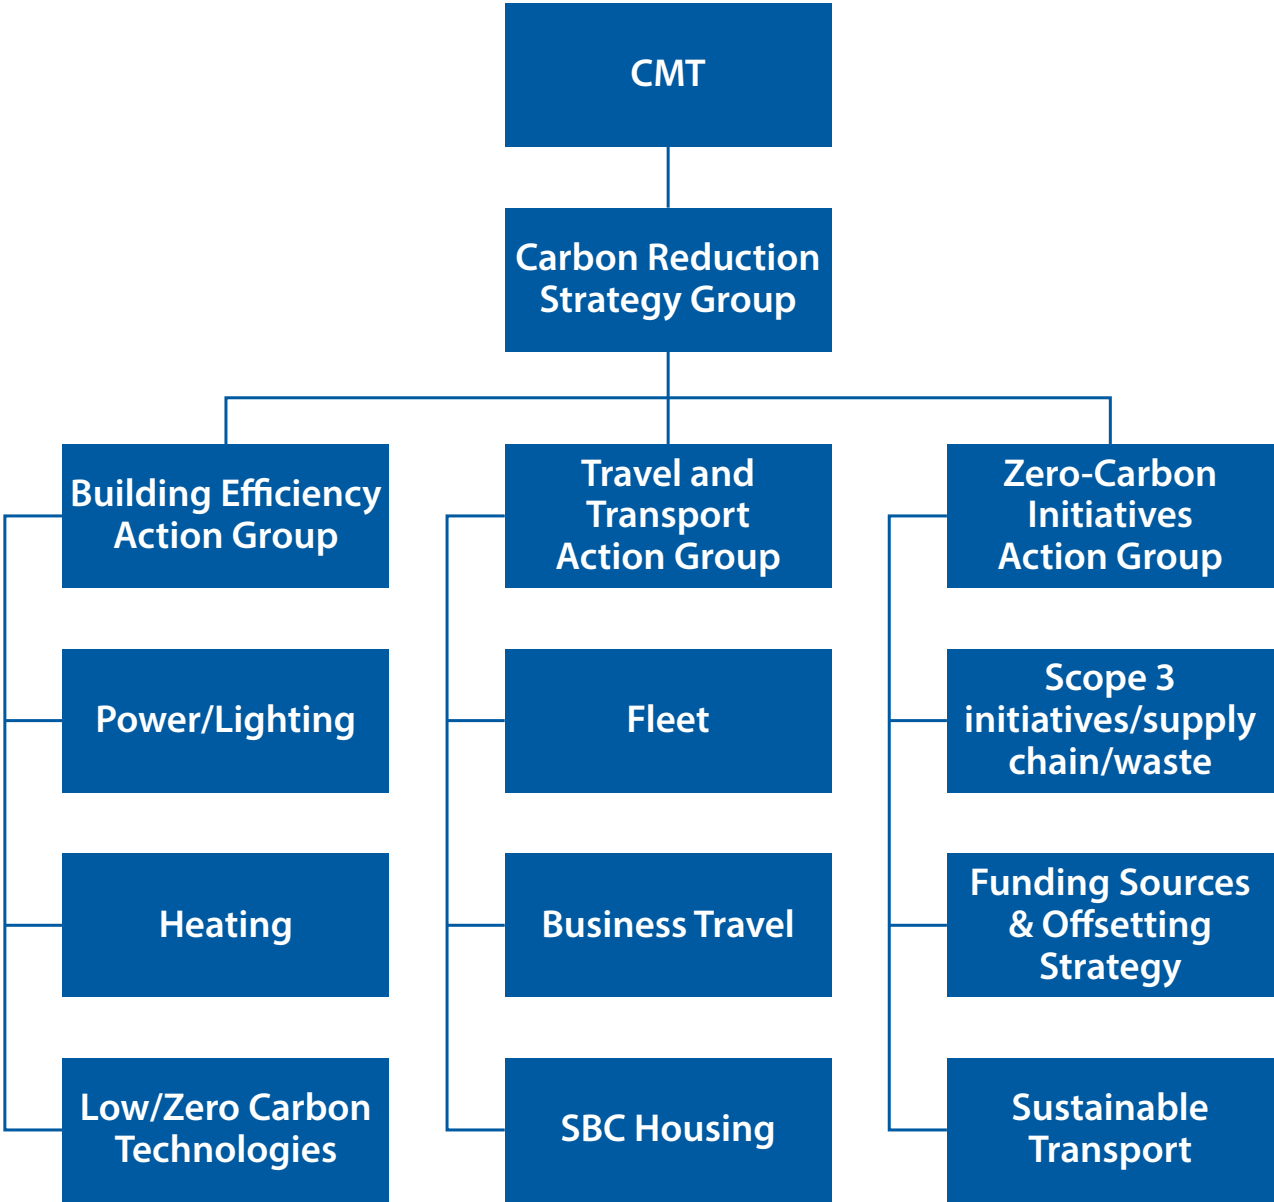 CMT
Carbon Reduction
Strategy Group
Building Efficiency
Action Group
Travel and
Transport
Action Group
Zero-Carbon
Initiatives
Action Group
Power/Lighting
Fleet
Scope 3
initiatives/supply
chain/waste
Heating
Business Travel
Funding Sources
& Offsetting
Strategy
Low/Zero Carbon
Technologies
SBC Housing
Sustainable
Transport